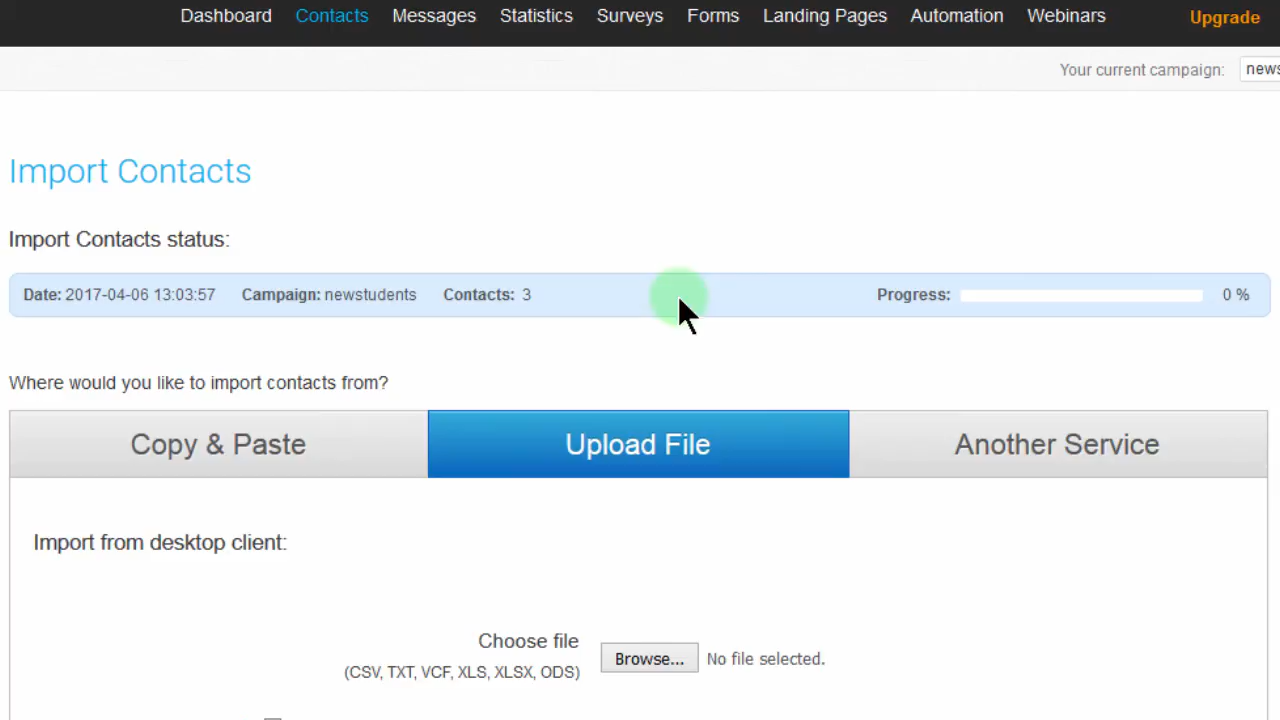 Dashboard Contacts Messages Statistics Surveys Forms Landing Pages Automation Webinars Upgrade
Your current campaign: news
Import Contacts
Import Contacts status:
Date: 2017-04-06 13:03:57 Campaign: newstudents Contacts: 3 Progress: 0 %
Where would you like to import contacts from?
Copy & Paste Upload File Another Service
Import from desktop client:
Choose file
(CSV, TXT, VCF, XLS, XLSX, ODS)
Browse... No file selected.